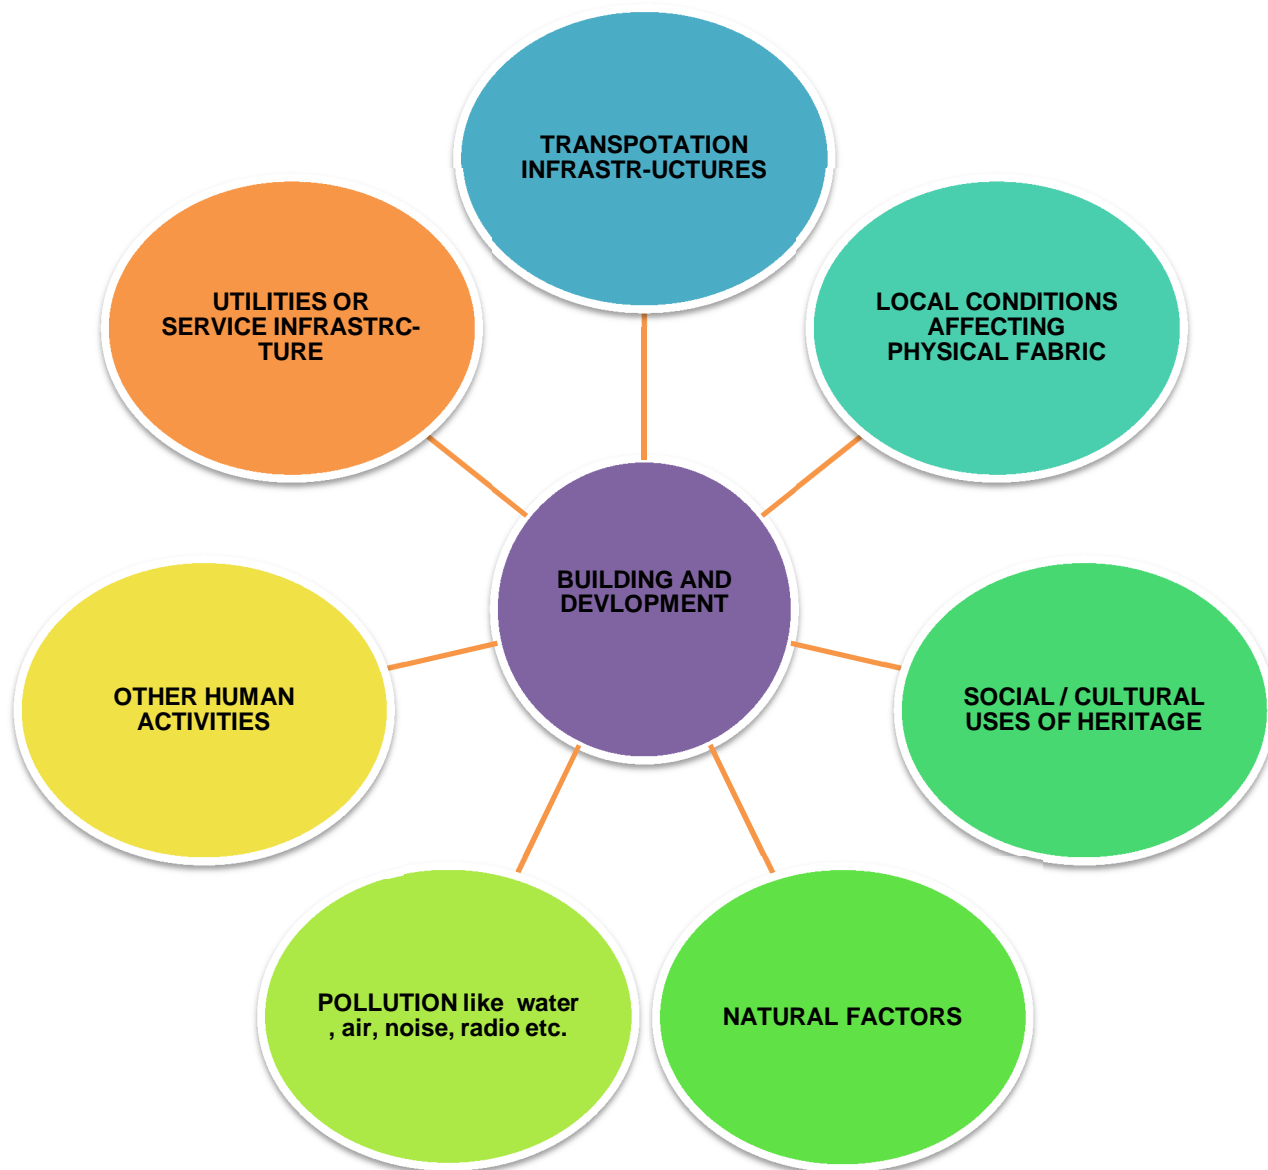 TRANSPOTATION
INFRASTR-UCTURES
UTILITIES OR
SERVICE INFRASTRC-
TURE
LOCAL CONDITIONS
AFFECTING
PHYSICAL FABRIC
BUILDING AND
DEVLOPMENT
OTHER HUMAN
ACTIVITIES
SOCIAL / CULTURAL
USES OF HERITAGE
POLLUTION like  water
, air, noise, radio etc.
NATURAL FACTORS